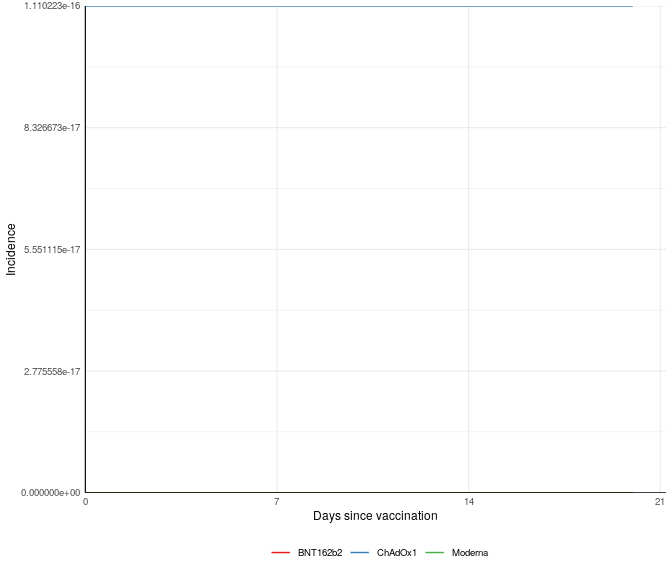 1.110223e-16
8.326673e-17
5.551115e-17
2.775558e-17
0.000000e+00
Incidence
0 7 14 21
Days since vaccination
BNT162b2 ChAdOx1 Moderna